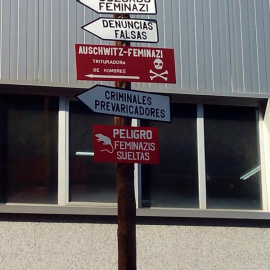 FEMINAZI
DENUNCIAS
FALSAS
AUSCHWITZ-FEMINAZI
TRITURADORA
DE HOMBRES
CRIMINALES
PREVARICADORES
PELIGRO
FEMINAZIS
SUELTAS